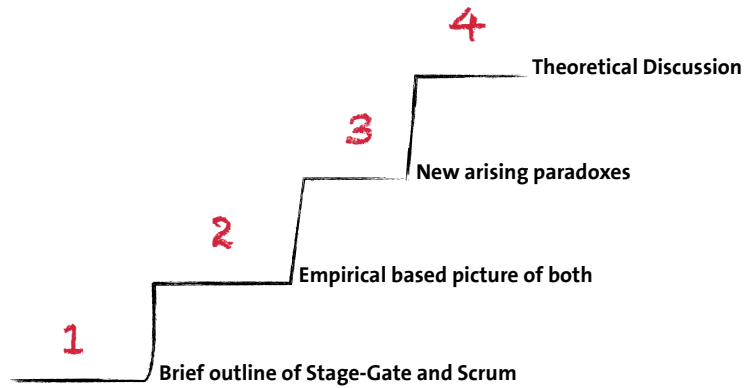 4
Theoretical Discussion
3
New arising paradoxes
2
Empirical based picture of both
1
Brief outline of Stage-Gate and Scrum